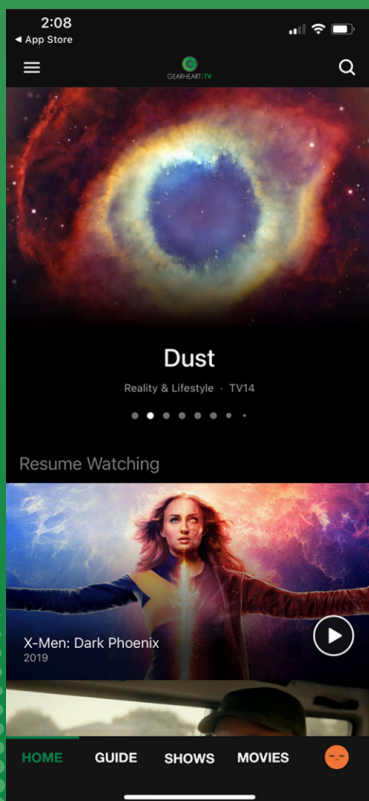 2:08
◀ App Store
G
GEARHEART|TV
Dust
Reality & Lifestyle · TV14
Resume Watching
X-Men: Dark Phoenix
2019
HOME GUIDE SHOWS MOVIES